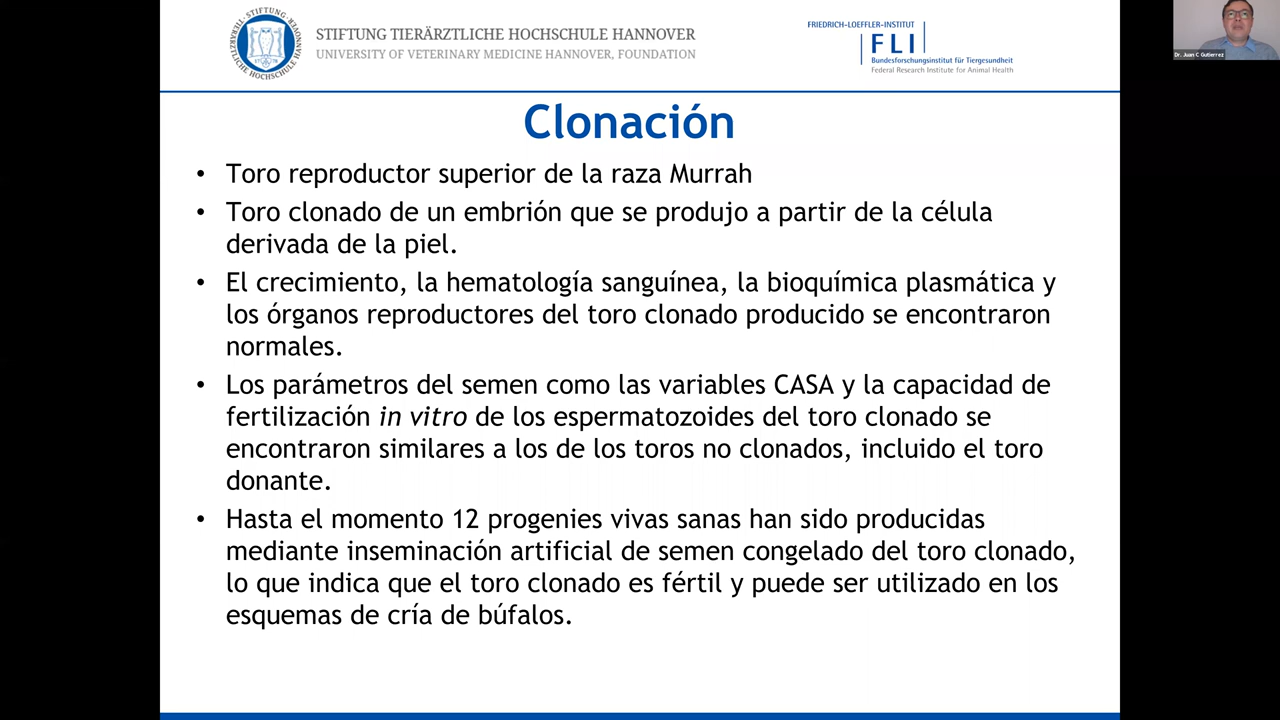 STIFTUNG TIERÄRZTLICHE HOCHSCHULE HANNOVER
UNIVERSITY OF VETERINARY MEDICINE HANNOVER, FOUNDATION
FRIEDRICH-LOEFFLER-INSTITUT
FLI
Bundesforschungsinstitut für Tiergesundheit
Federal Research Institute for Animal Health
Dr. Juan C Gutierrez
Clonación
• Toro reproductor superior de la raza Murrah
• Toro clonado de un embrión que se produjo a partir de la célula
derivada de la piel.
• El crecimiento, la hematología sanguínea, la bioquímica plasmática y
los órganos reproductores del toro clonado producido se encontraron
normales.
• Los parámetros del semen como las variables CASA y la capacidad de
fertilización in vitro de los espermatozoides del toro clonado se
encontraron similares a los de los toros no clonados, incluido el toro
donante.
• Hasta el momento 12 progenies vivas sanas han sido producidas
mediante inseminación artificial de semen congelado del toro clonado,
lo que indica que el toro clonado es fértil y puede ser utilizado en los
esquemas de cría de búfalos.